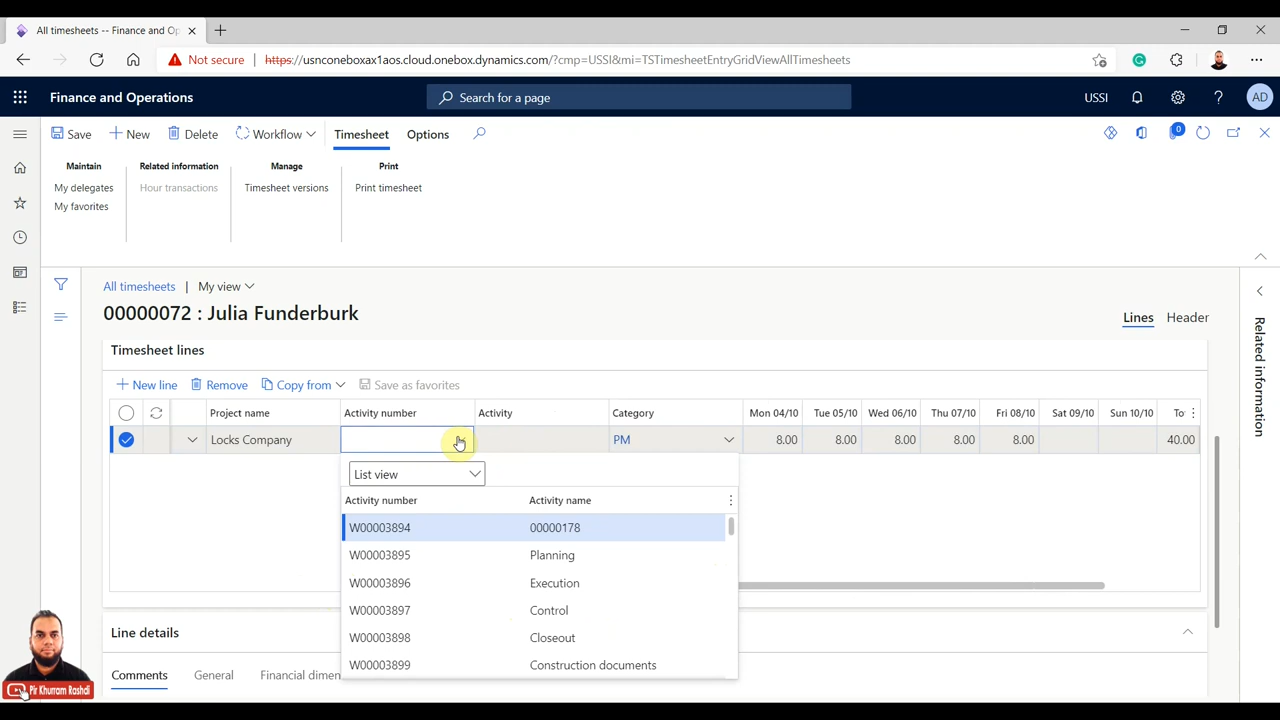 All timesheets -- Finance and Op
Not secure
https://usnconeboxax1aos.cloud.onebox.dynamics.com/?cmp=USSI&mi=TSTimesheetEntryGridViewAllTimesheets
Finance and Operations
Search for a page
USSI
AD
Save
New
Delete
Workflow
Timesheet
Options
0
Maintain
Related information
Manage
Print
My delegates
Hour transactions
Timesheet versions
Print timesheet
My favorites
All timesheets | My view
00000072 : Julia Funderburk
Lines
Header
Related information
Timesheet lines
New line
Remove
Copy from
Save as favorites
Project name
Activity number
Activity
Category
Mon 04/10
Tue 05/10
Wed 06/10
Thu 07/10
Fri 08/10
Sat 09/10
Sun 10/10
To
Locks Company
PM
8.00
8.00
8.00
8.00
8.00
40.00
List view
Activity number
Activity name
W00003894
00000178
W00003895
Planning
W00003896
Execution
W00003897
Control
W00003898
Closeout
W00003899
Construction documents
Line details
Comments
General
Financial dimen
Pir Khurram Rashdi